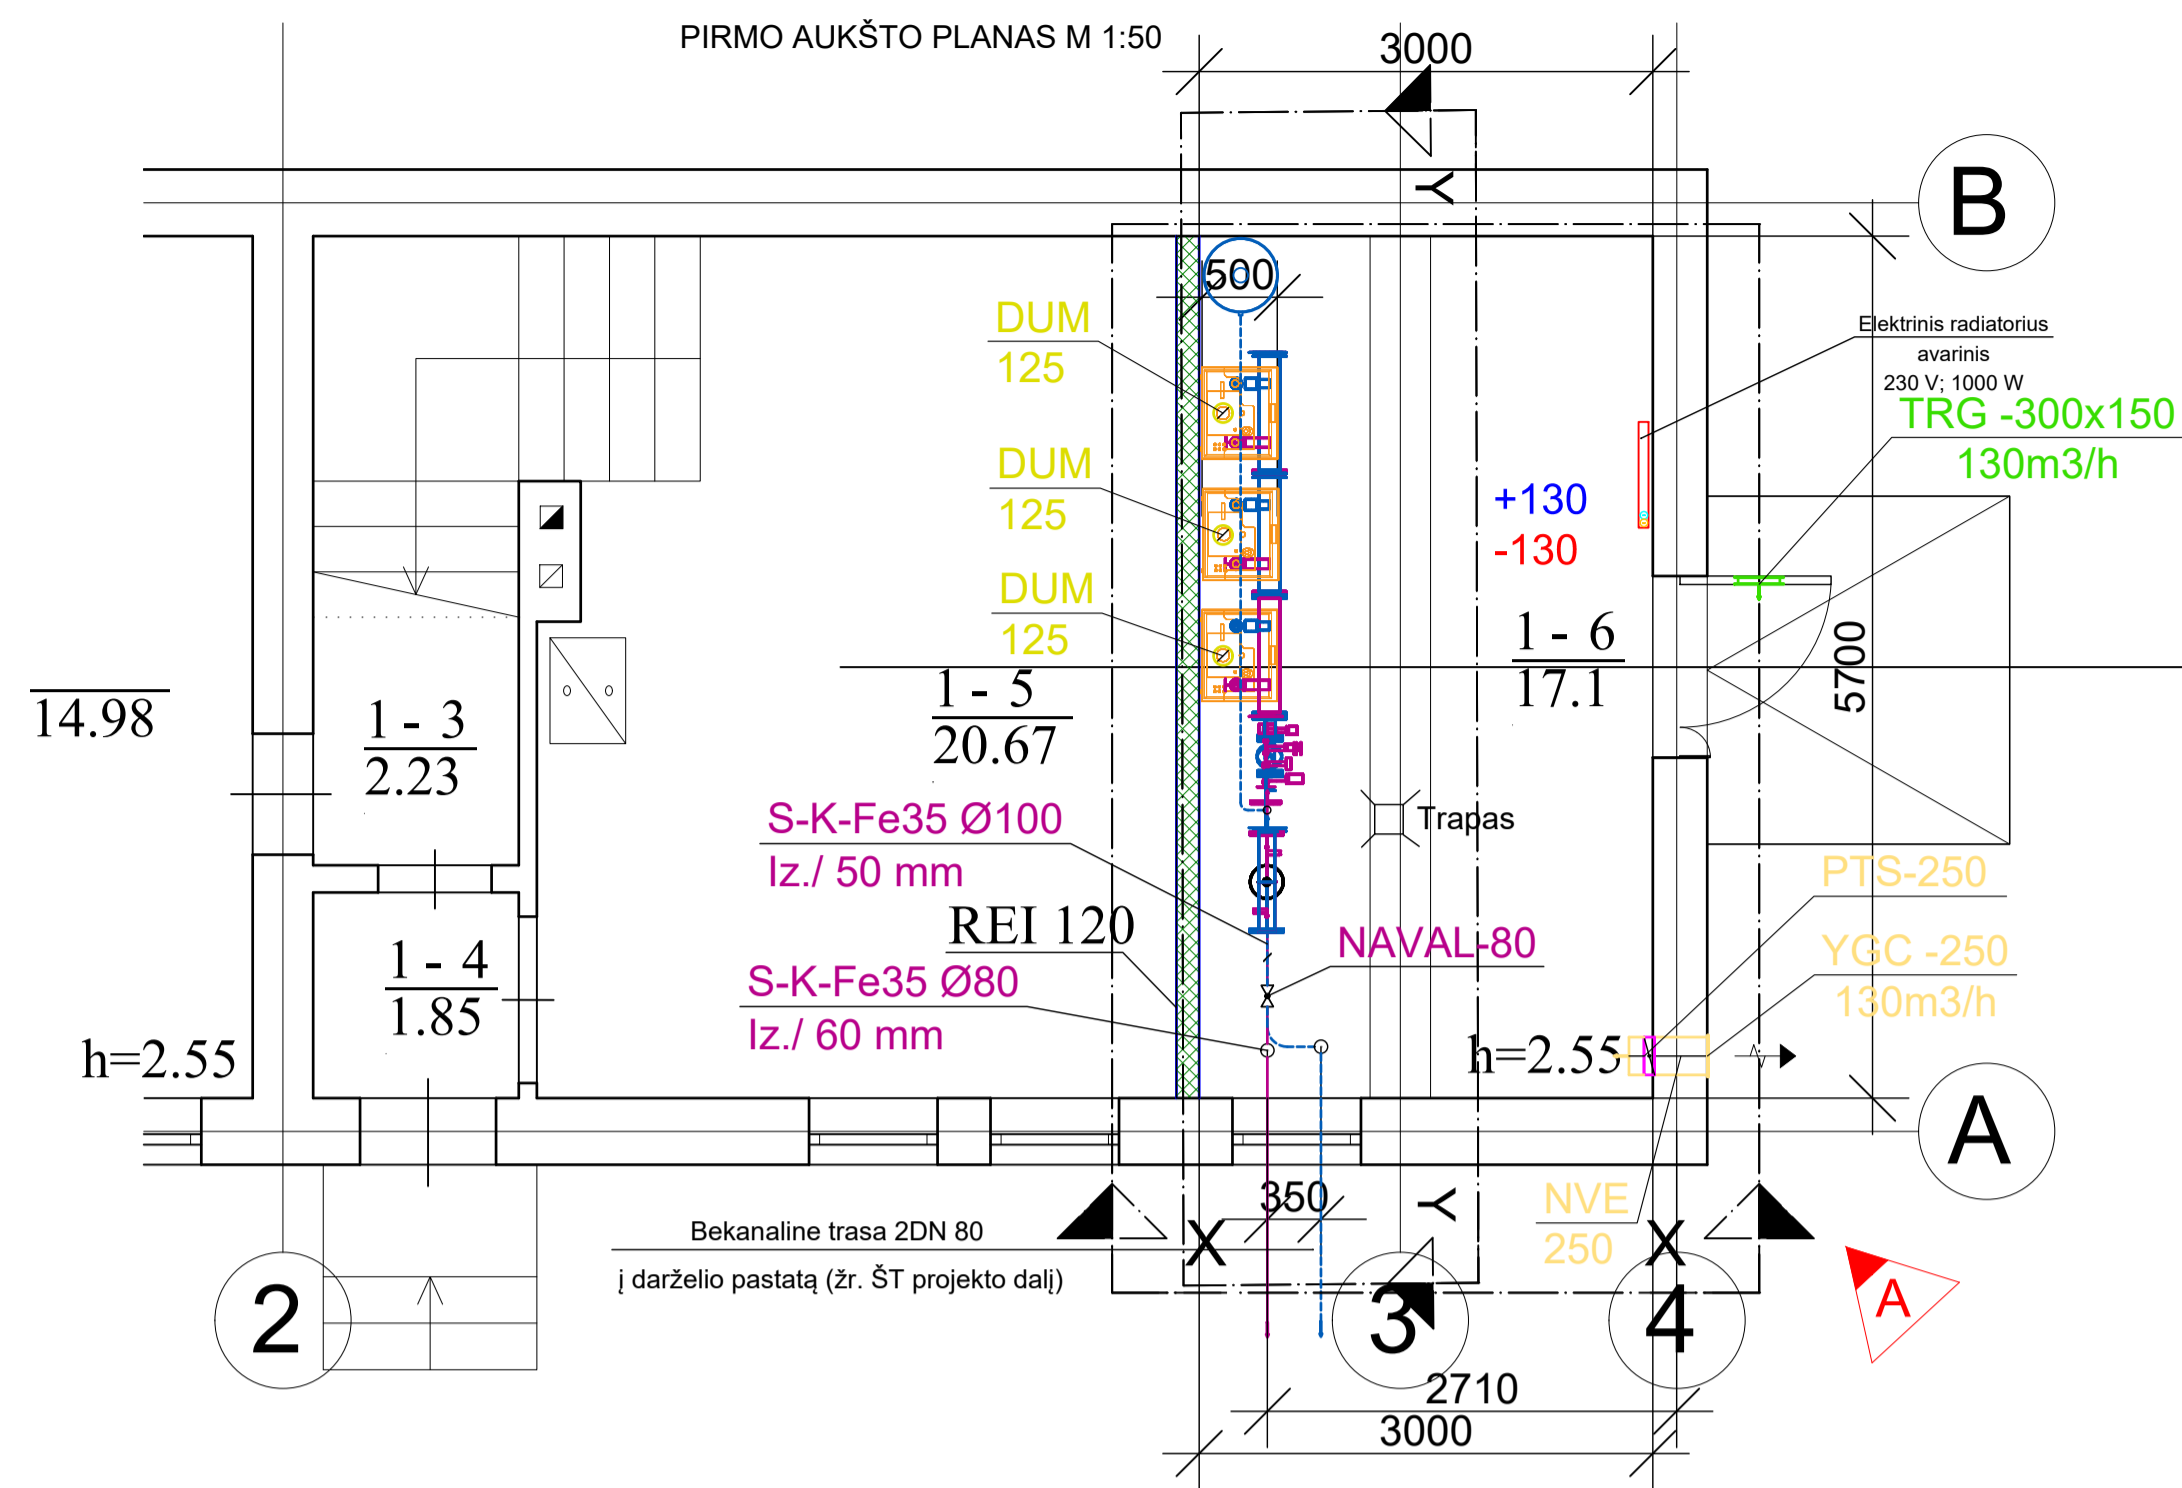 PIRMO AUKŠTO PLANAS M 1:50
3000
Y
B
500
DUM
125
Elektrinis radiatorius
avarinis
230 V; 1000 W
TRG -300x150
130m3/h
DUM
125
+130
-130
DUM
125
1 - 6
17.1
5700
14.98
1 - 3
2.23
1 - 5
20.67
S-K-Fe35 Ø100
Iz./ 50 mm
Trapas
PTS-250
REI 120
NAVAL-80
YGC -250
130m3/h
1 - 4
1.85
S-K-Fe35 Ø80
Iz./ 60 mm
h=2.55
h=2.55
A
350
Y
NVE
250
X
X
Bekanaline trasa 2DN 80
į darželio pastatą (žr. ŠT projekto dalį)
2
3
4
A
2710
3000